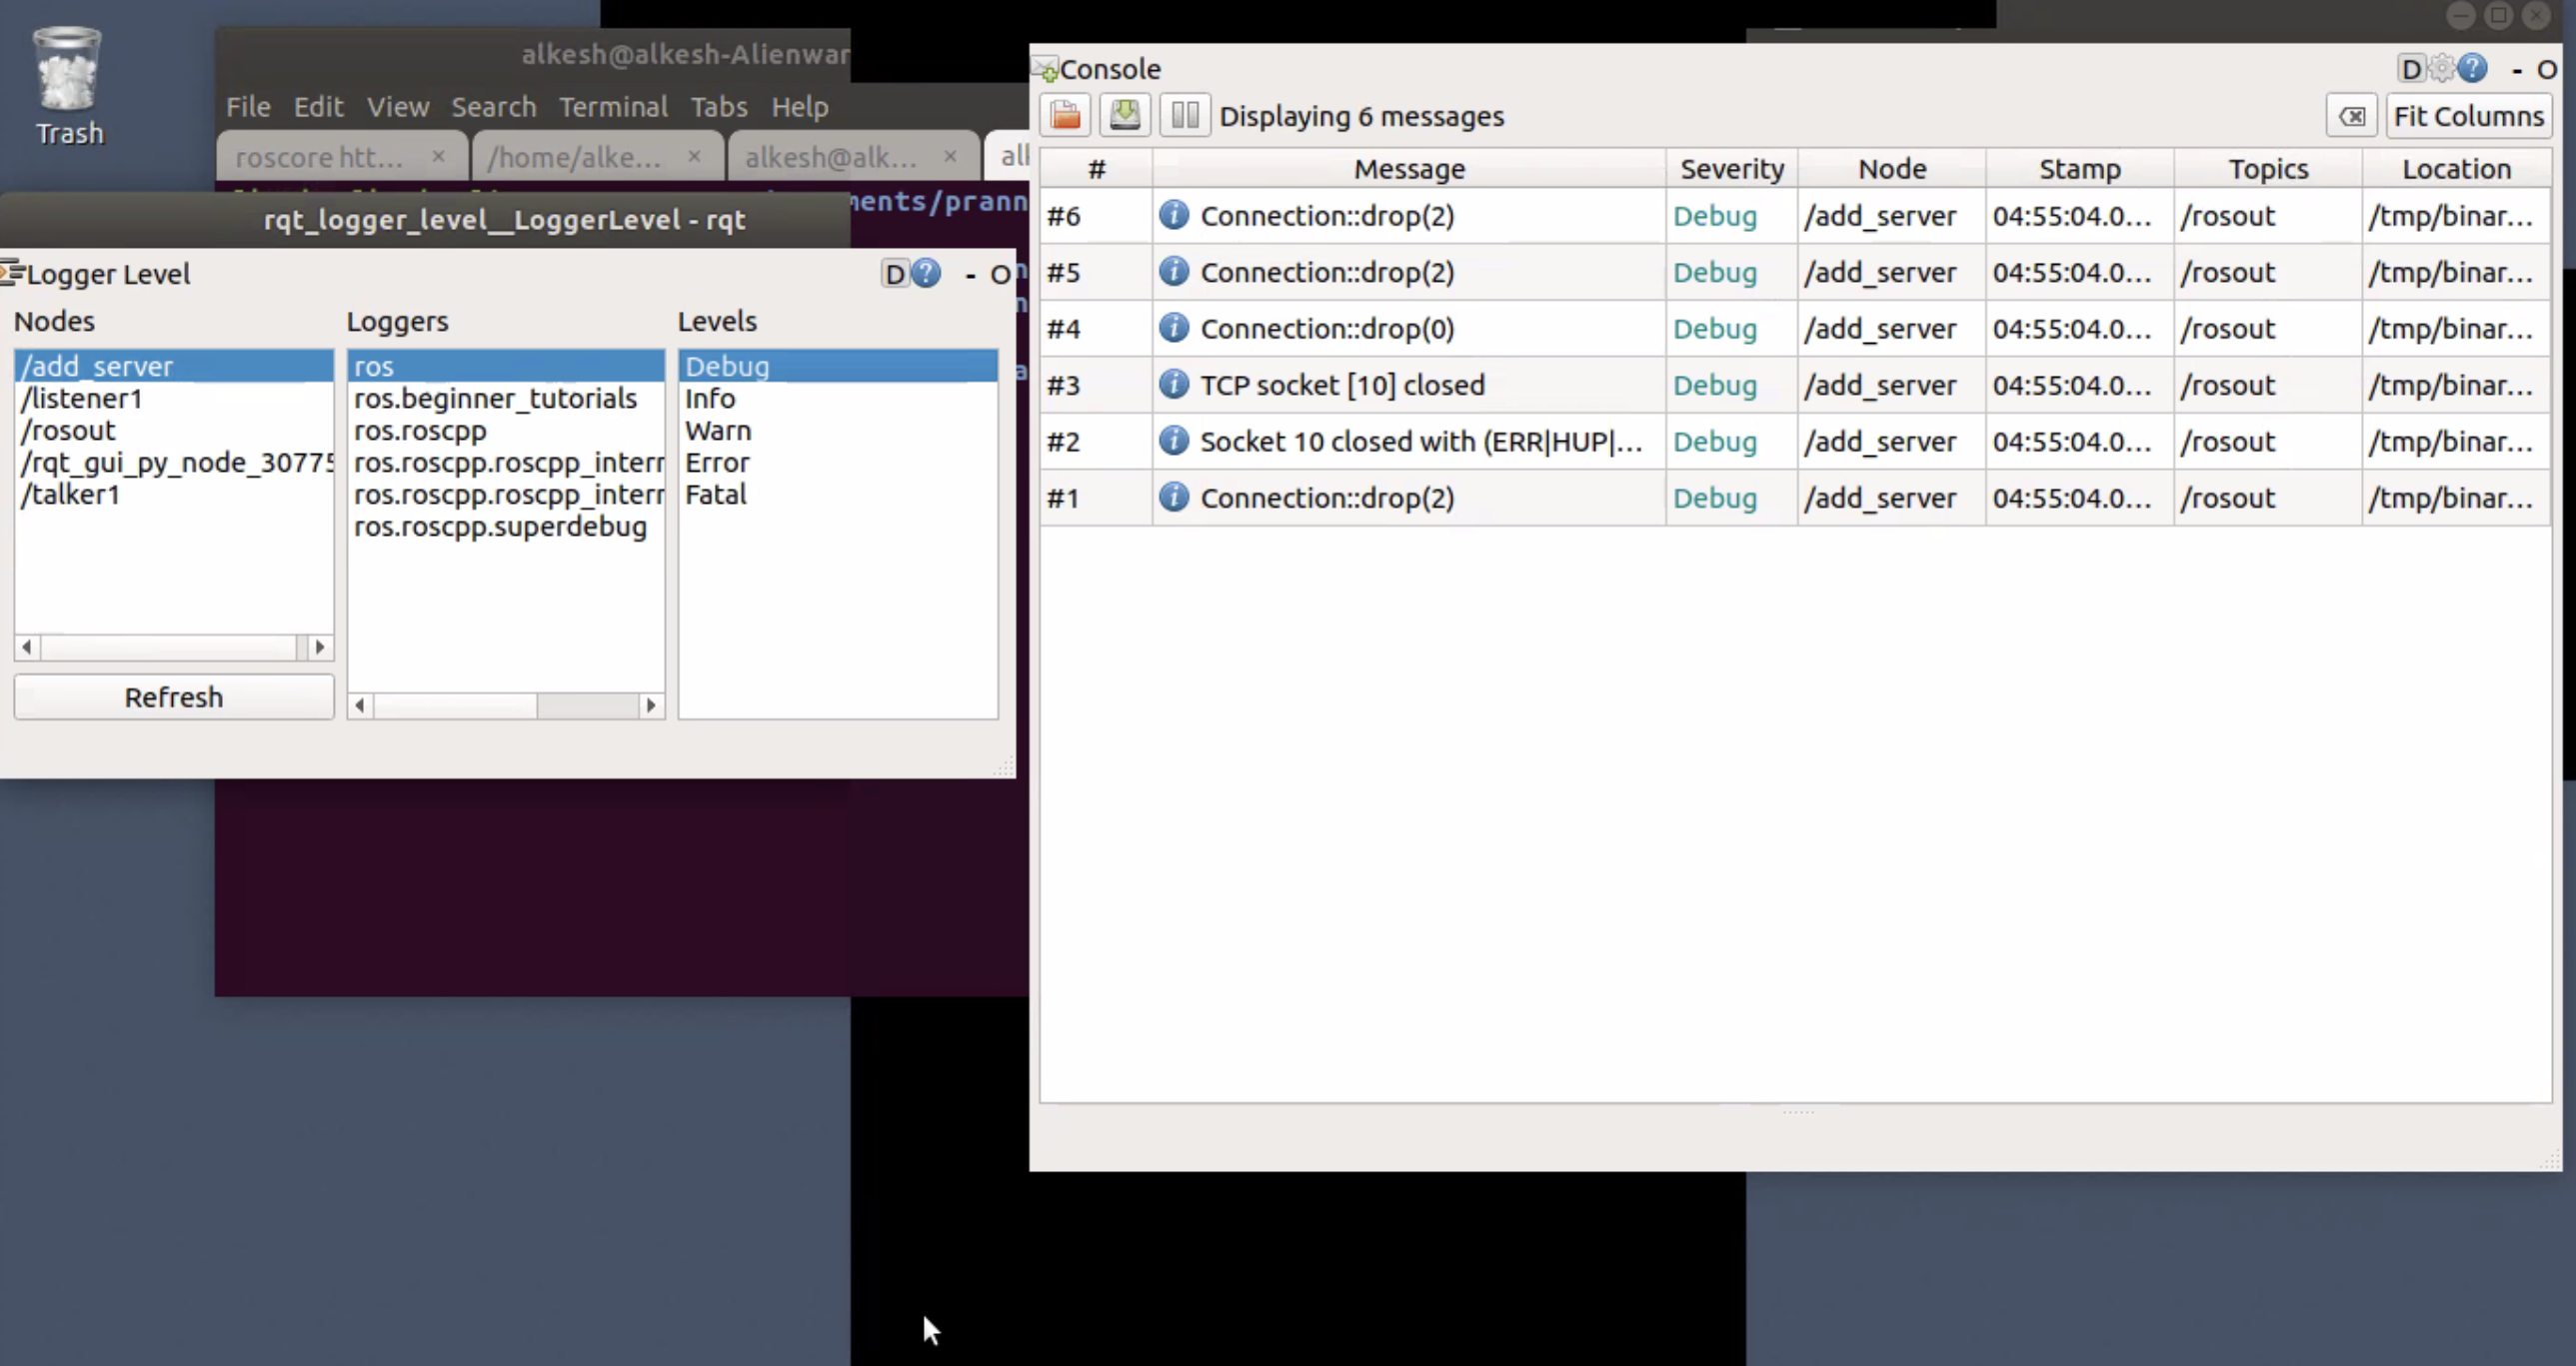 Trash
alkesh@alkesh-Alienwar
File Edit View Search Terminal Tabs Help
roscore htt... × /home/alke... × alkesh@alk... ×
ments/prann
rqt_logger_level__LoggerLevel - rqt
Logger Level D ? - O
Nodes Loggers Levels
/add_server ros Debug
/listener1 ros.beginner_tutorials Info
/rosout ros.roscpp Warn
/rqt_gui_py_node_30775 ros.roscpp.roscpp_interr Error
/talker1 ros.roscpp.roscpp_interr Fatal
ros.roscpp.superdebug
Refresh
Console D ? - O
Displaying 6 messages Fit Columns
# Message Severity Node Stamp Topics Location
#6 Connection::drop(2) Debug /add_server 04:55:04.0... /rosout /tmp/binar...
#5 Connection::drop(2) Debug /add_server 04:55:04.0... /rosout /tmp/binar...
#4 Connection::drop(0) Debug /add_server 04:55:04.0... /rosout /tmp/binar...
#3 TCP socket [10] closed Debug /add_server 04:55:04.0... /rosout /tmp/binar...
#2 Socket 10 closed with (ERR|HUP|... Debug /add_server 04:55:04.0... /rosout /tmp/binar...
#1 Connection::drop(2) Debug /add_server 04:55:04.0... /rosout /tmp/binar...